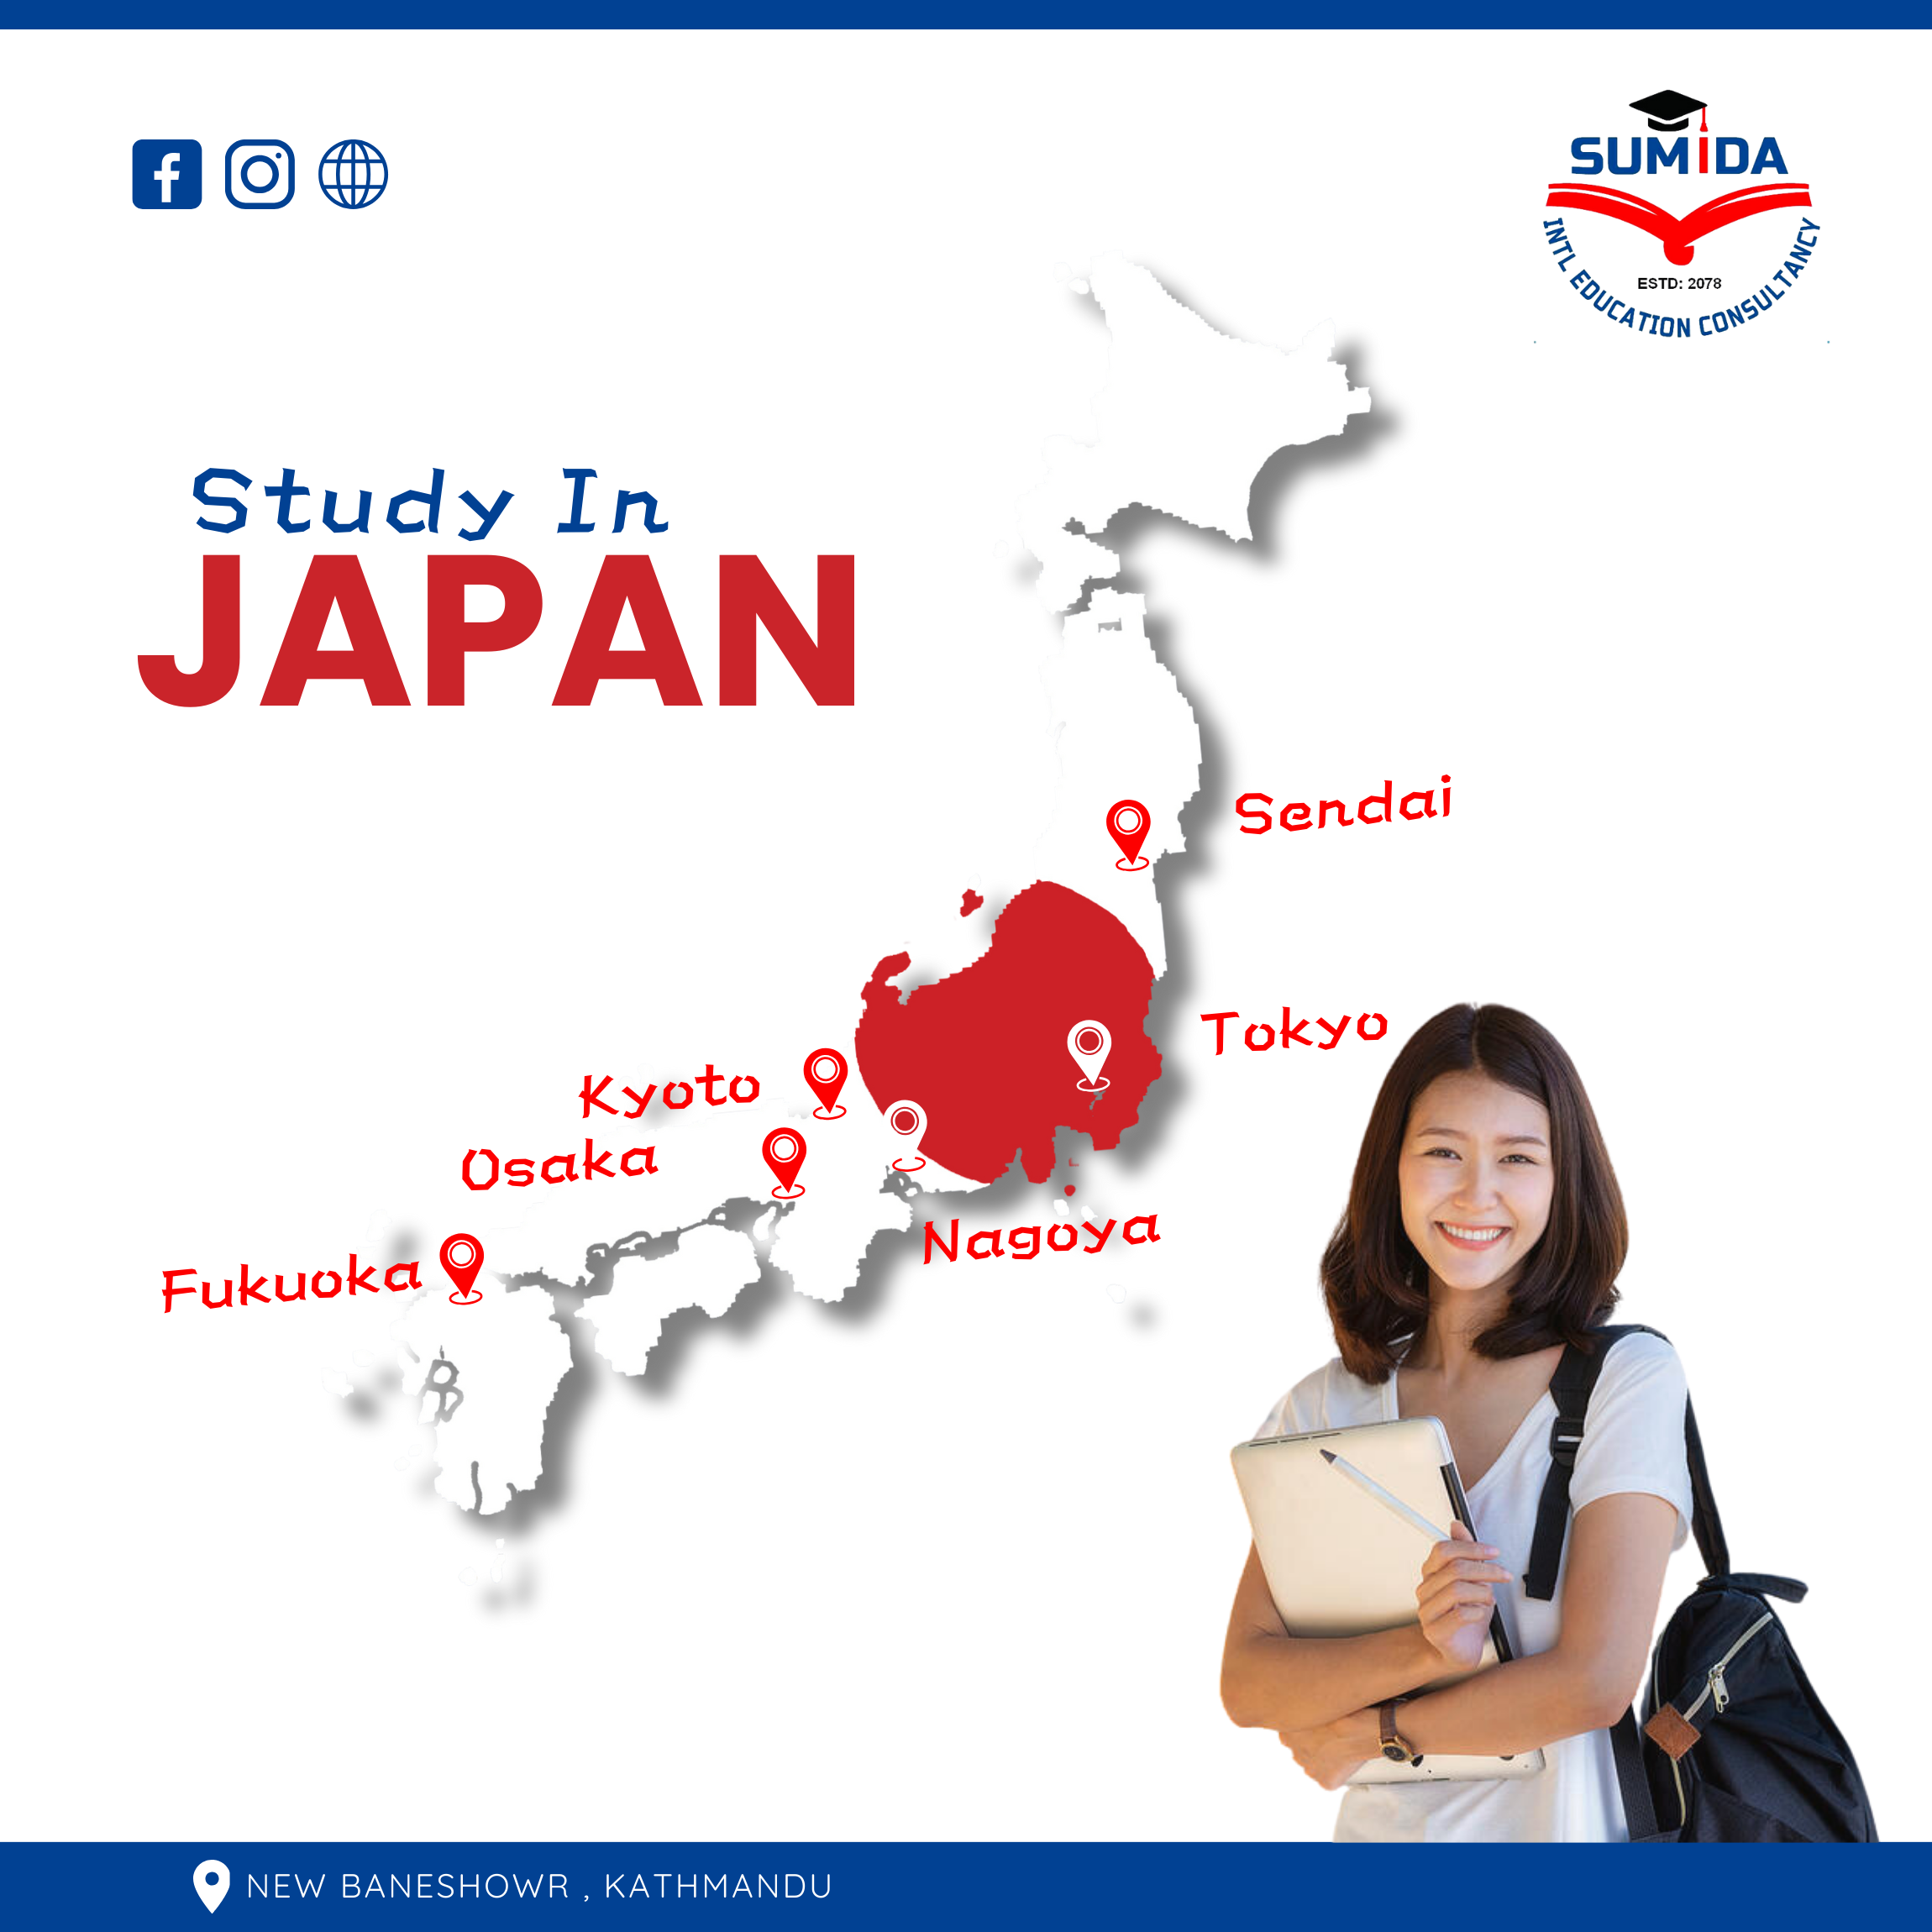 SUMIDA
INTL EDUCATION CONSULTANCY
ESTD: 2078
Study In
JAPAN
Sendai
Tokyo
Kyoto
Osaka
Nagoya
Fukuoka
NEW BANESHOWR , KATHMANDU